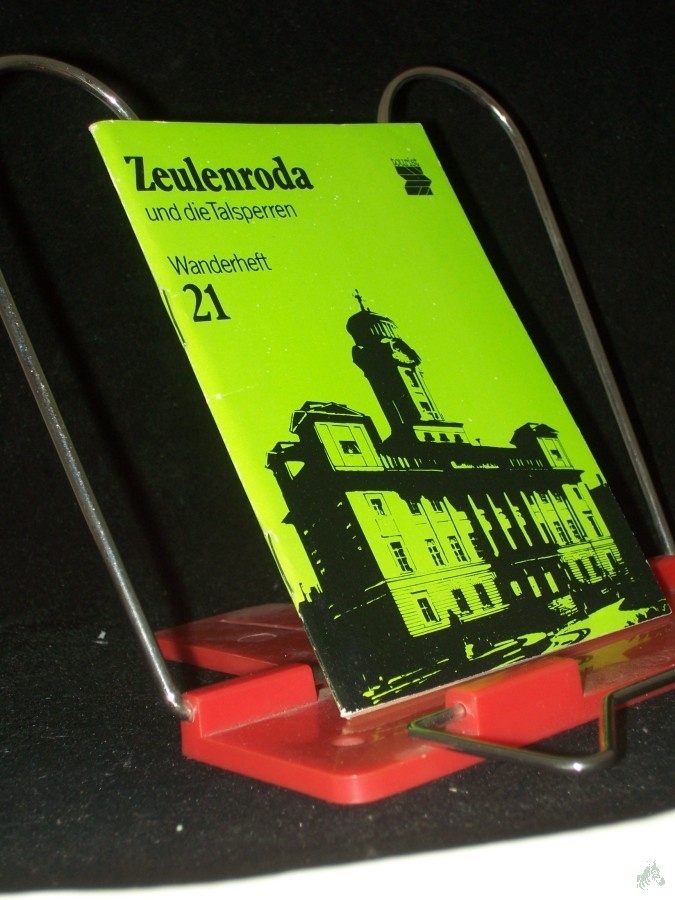 Zeulenroda
und die Talsperren
tourist
Wanderheft
21